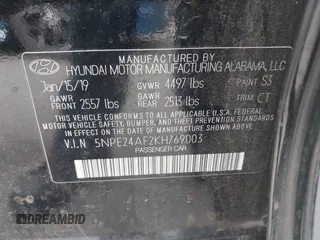 MANUFACTURED BY
HYUNDAI MOTOR MANUFACTURING ALABAMA, LLC
Jan/15/19 GVWR 4497 lbs PAINT S3
GAWR FRONT 2557 lbs GAWR REAR 2513 lbs TRIM CT
THIS VEHICLE CONFORMS TO ALL APPLICABLE FEDERAL
MOTOR VEHICLE SAFETY, BUMPER, AND THEFT PREVENTION
STANDARDS IN EFFECT ON THE DATE OF MANUFACTURE
SHOWN ABOVE.
V.I.N 5NPE24AF2KH769003
PASSENGER CAR
DREAMBID